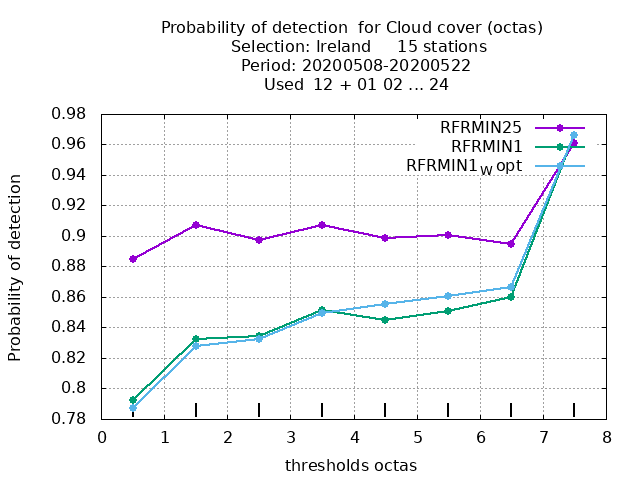 Probability of detection  for Cloud cover (octas)
Selection: Ireland     15 stations
Period: 20200508-20200522
Used  12 + 01 02 ... 24
Probability of detection
0.98
0.96
0.94
0.92
0.9
0.88
0.86
0.84
0.82
0.8
0.78
RFRMIN25
RFRMIN1
RFRMIN1W opt
0 1 2 3 4 5 6 7 8
thresholds octas